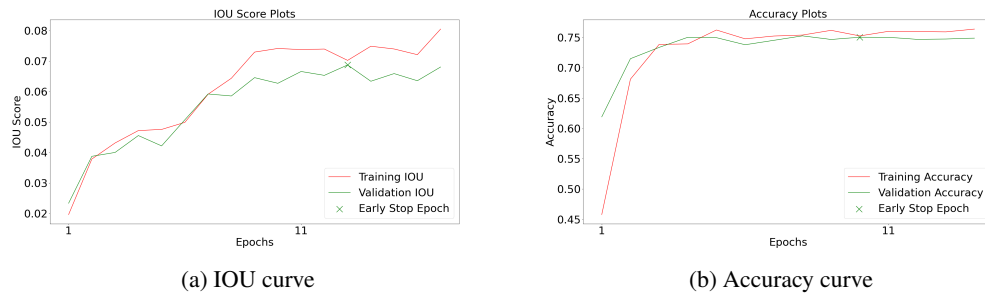 IOU Score Plots
0.08
0.07
0.06
0.05
0.04
0.03
0.02
IOU Score
Training IOU
Validation IOU
Early Stop Epoch
1
11
Epochs
(a) IOU curve
Accuracy Plots
0.75
0.70
0.65
0.60
0.55
0.50
0.45
Accuracy
Training Accuracy
Validation Accuracy
Early Stop Epoch
1
11
Epochs
(b) Accuracy curve